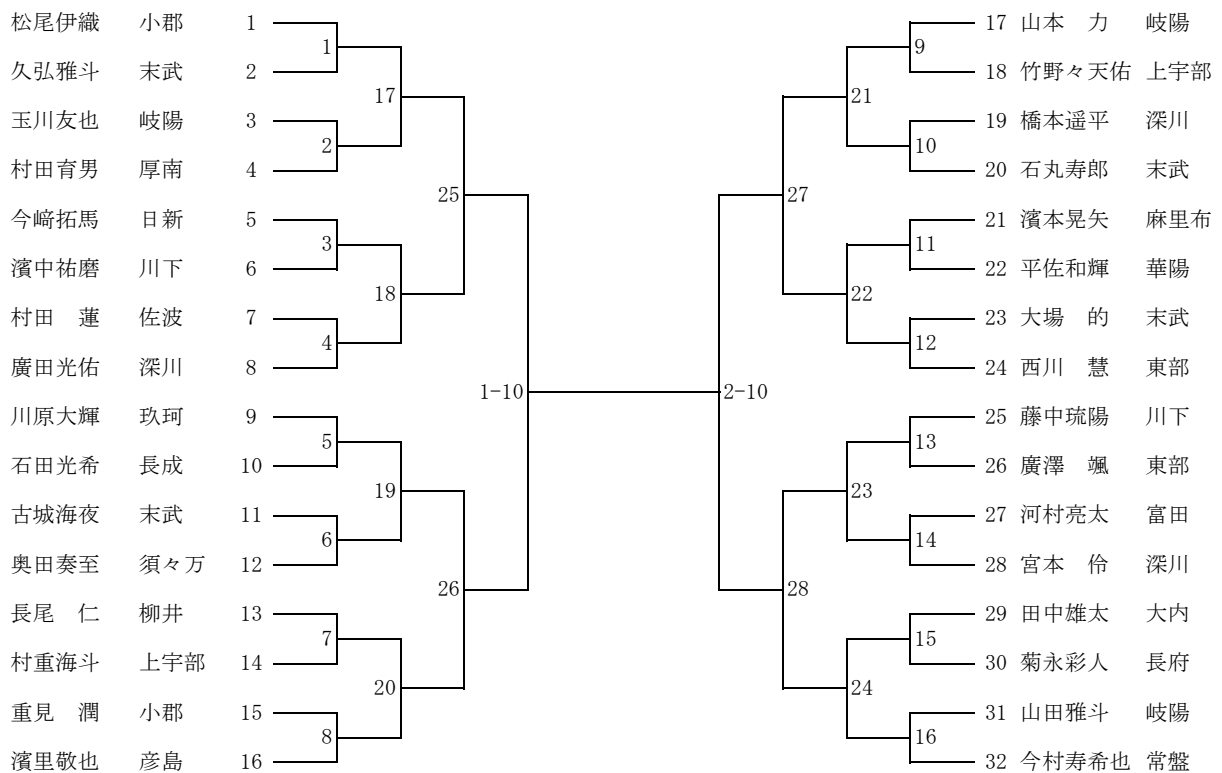 松尾伊織 小郡 1
久弘雅斗 末武 2
玉川友也 岐陽 3
村田育男 厚南 4
今﨑拓馬 日新 5
濱中祐磨 川下 6
村田 蓮 佐波 7
廣田光佑 深川 8
川原大輝 玖珂 9
石田光希 長成 10
古城海夜 末武 11
奥田奏至 須々万 12
長尾 仁 柳井 13
村重海斗 上宇部 14
重見 潤 小郡 15
濱里敬也 彦島 16
1
2
3
4
5
6
7
8
17
18
19
20
25
26
1-10
2-10
27
28
21
22
23
24
9
10
11
12
13
14
15
16
17 山本 力 岐陽
18 竹野々天佑 上宇部
19 橋本遥平 深川
20 石丸寿郎 末武
21 濱本晃矢 麻里布
22 平佐和輝 華陽
23 大場 的 末武
24 西川 慧 東部
25 藤中琉陽 川下
26 廣澤 颯 東部
27 河村亮太 富田
28 宮本 伶 深川
29 田中雄太 大内
30 菊永彩人 長府
31 山田雅斗 岐陽
32 今村寿希也 常盤